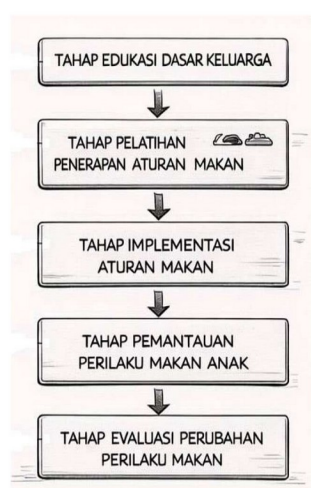 TAHAP EDUKASI DASAR KELUARGA
TAHAP PELATIHAN
PENERAPAN ATURAN MAKAN
TAHAP IMPLEMENTASI
ATURAN MAKAN
TAHAP PEMANTAUAN
PERILAKU MAKAN ANAK
TAHAP EVALUASI PERUBAHAN
PERILAKU MAKAN